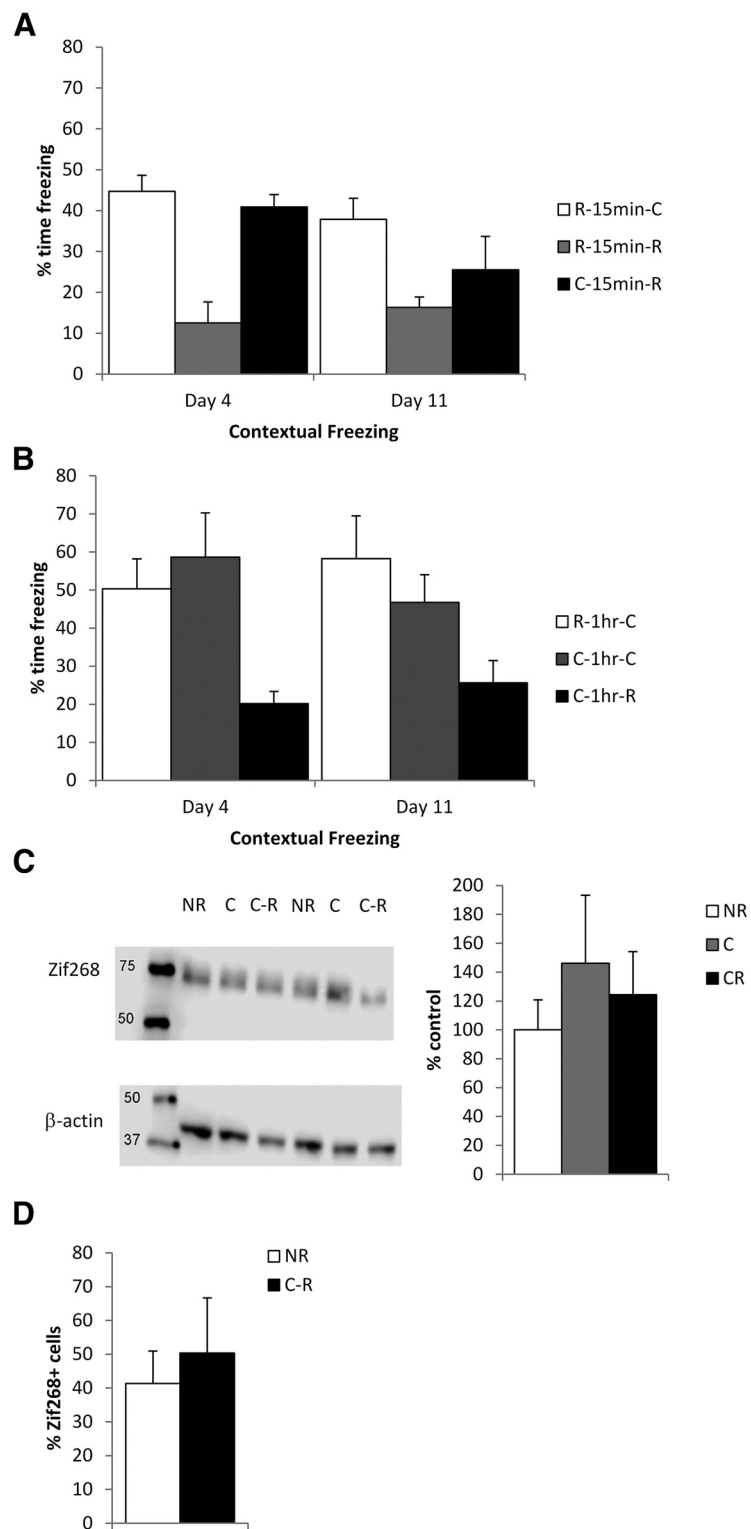 A
80
70
60
50
40
30
20
10
0
% time freezing
Day 4
Day 11
Contextual Freezing
R-15min-C
R-15min-R
C-15min-R
B
80
70
60
50
40
30
20
10
0
% time freezing
Day 4
Day 11
Contextual Freezing
R-1hr-C
C-1hr-C
C-1hr-R
C
NR C C-R NR C C-R
Zif268
75
50
β-actin
50
37
200
180
160
140
120
100
80
60
40
20
0
% control
NR
C
CR
D
80
70
60
50
40
30
20
10
0
% Zif268+ cells
NR
C-R